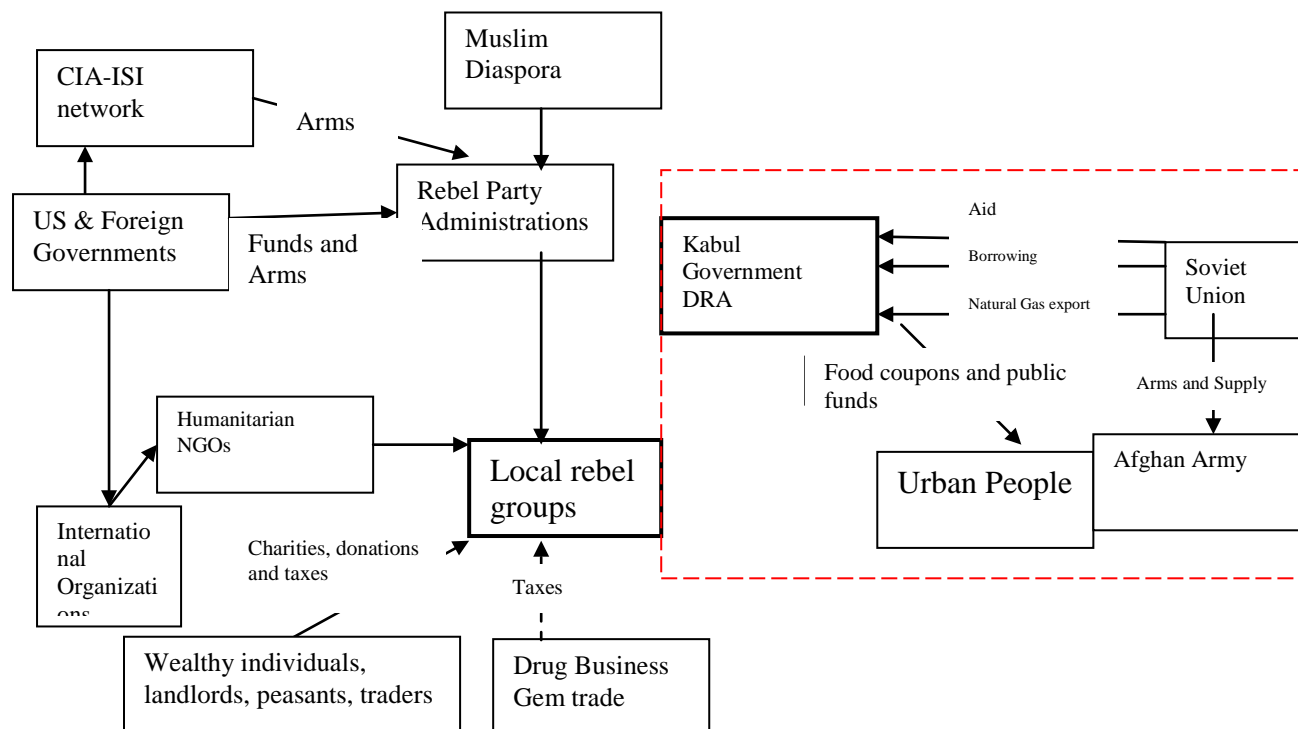 Muslim
Diaspora
CIA-ISI
network
Arms
Rebel Party
Administrations
US & Foreign
Governments
Funds and
Arms
Kabul
Government
DRA
Aid
Borrowing
Natural Gas export
Soviet
Union
Food coupons and public
funds
Arms and Supply
Urban People
Afghan Army
Humanitarian
NGOs
Local rebel
groups
Internatio
nal
Organizati
ons
Charities, donations
and taxes
Taxes
Wealthy individuals,
landlords, peasants, traders
Drug Business
Gem trade